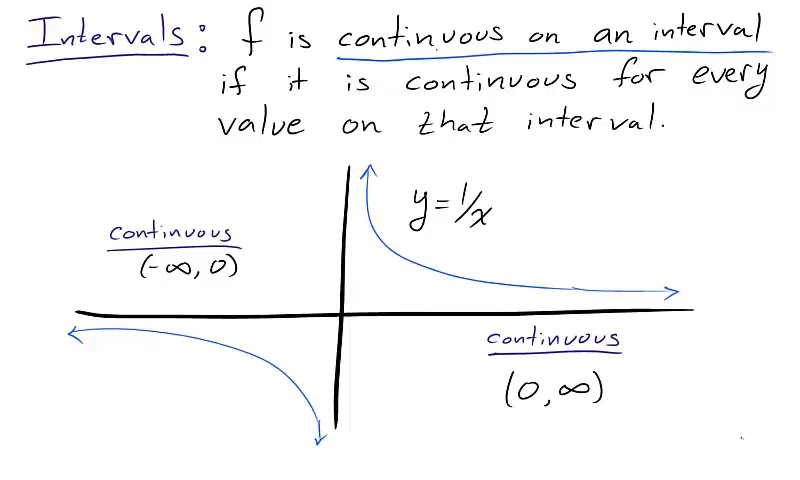 Intervals: f is continuous on an interval
if it is continuous for every
value on that interval.
y = 1/x
continuous
(-∞, 0)
continuous
(0, ∞)